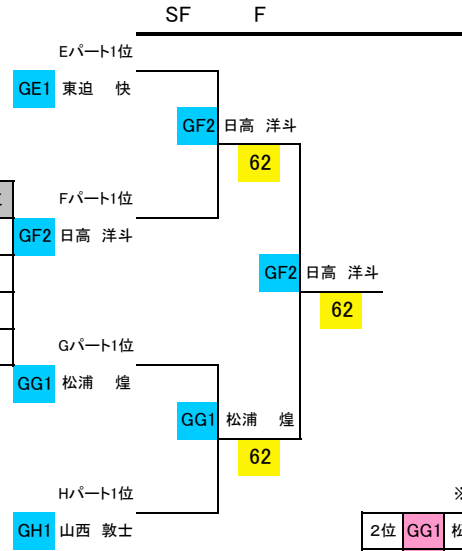 SF F
Eパート1位
GE1 東迫 快
GF2 日高 洋斗
62
Fパート1位
GF2 日高 洋斗
GF2 日高 洋斗
62
Gパート1位
GG1 松浦 煌
GG1 松浦 煌
62
Hパート1位
※
GH1 山西 敦士
2位 GG1 松